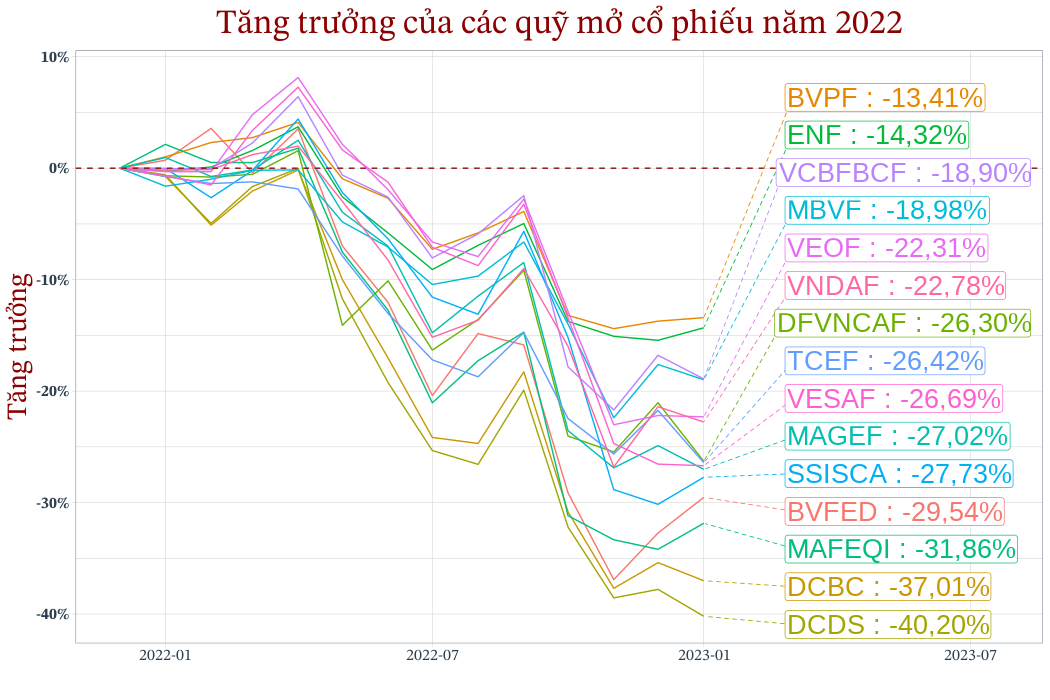 Tăng trưởng của các quỹ mở cổ phiếu năm 2022
Tăng trưởng
10%
0%
-10%
-20%
-30%
-40%
BVPF : -13,41%
ENF : -14,32%
VCBFBCF : -18,90%
MBVF : -18,98%
VEOF : -22,31%
VNDAF : -22,78%
DFVNCAF : -26,30%
TCEF : -26,42%
VESAF : -26,69%
MAGEF : -27,02%
SSISCA : -27,73%
BVFED : -29,54%
MAFEQI : -31,86%
DCBC : -37,01%
DCDS : -40,20%
2022-01
2022-07
2023-01
2023-07